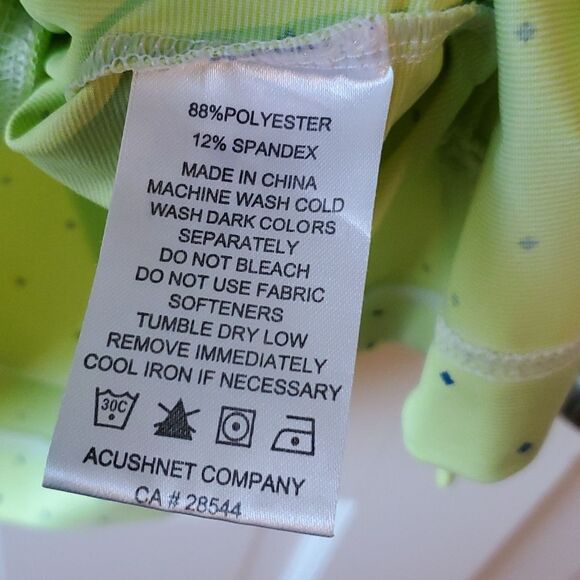 88%POLYESTER
12% SPANDEX
MADE IN CHINA
MACHINE WASH COLD
WASH DARK COLORS
SEPARATELY
DO NOT BLEACH
DO NOT USE FABRIC
SOFTENERS
TUMBLE DRY LOW
REMOVE IMMEDIATELY
COOL IRON IF NECESSARY
30C
ACUSHNET COMPANY
CA # 28544